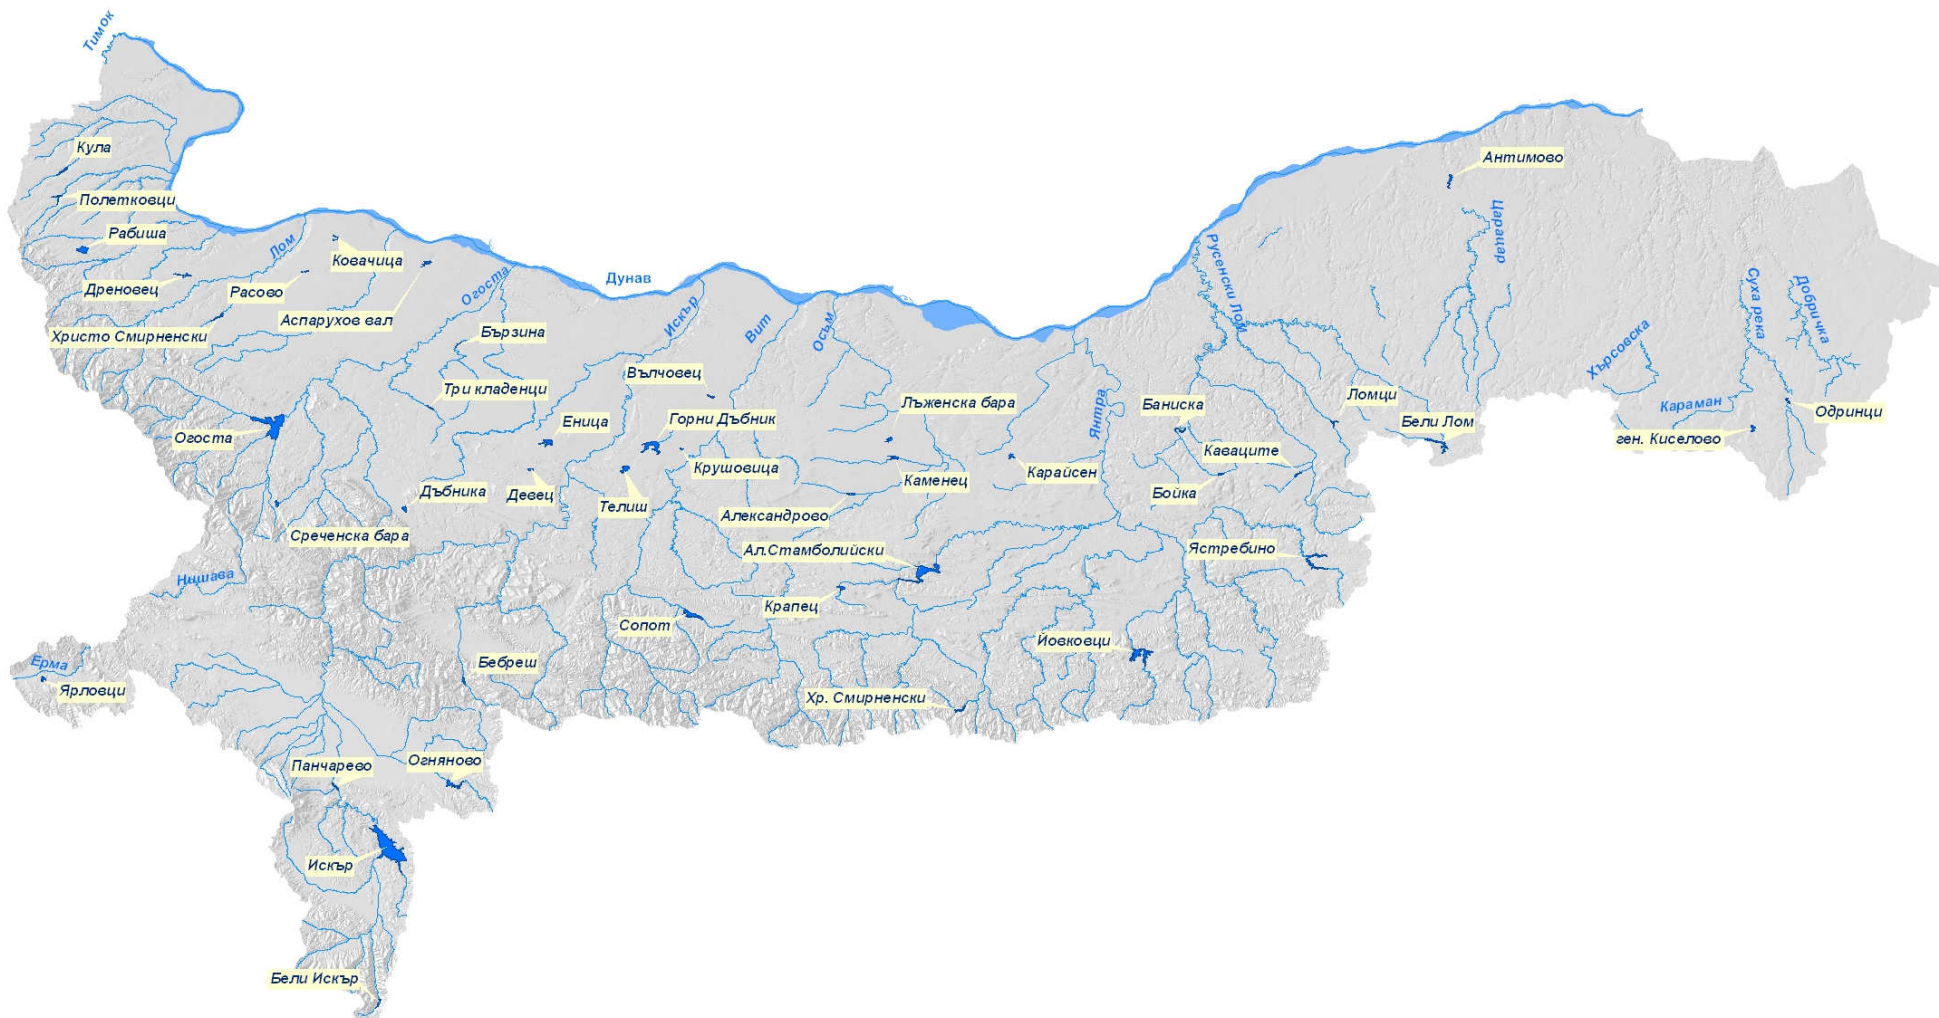 Тимок
Кула
Полетковци
Рабиша
Антимово
Царацар
Лом
Ковачица
Русенски Лом
Дреновец
Расово
Огоста
Дунав
Суха река
Добричка
Аспарухов вал
Искър
Вит
Осъм
Христо Смирненски
Бързина
Хърсовска
Вълчовец
Три кладенци
Лъженска бара
Янтра
Баниска
Ломци
Караман
Одринци
Огоста
Еница
Горни Дъбник
Бели Лом
ген. Киселово
Каваците
Крушовица
Каменец
Карайсен
Дъбника
Девец
Телиш
Бойка
Александрово
Среченска бара
Ал.Стамболийски
Ястребино
Нишава
Крапец
Сопот
Йовковци
Ерма
Бебреш
Ярловци
Хр. Смирненски
Панчарево
Огняново
Искър
Бели Искър